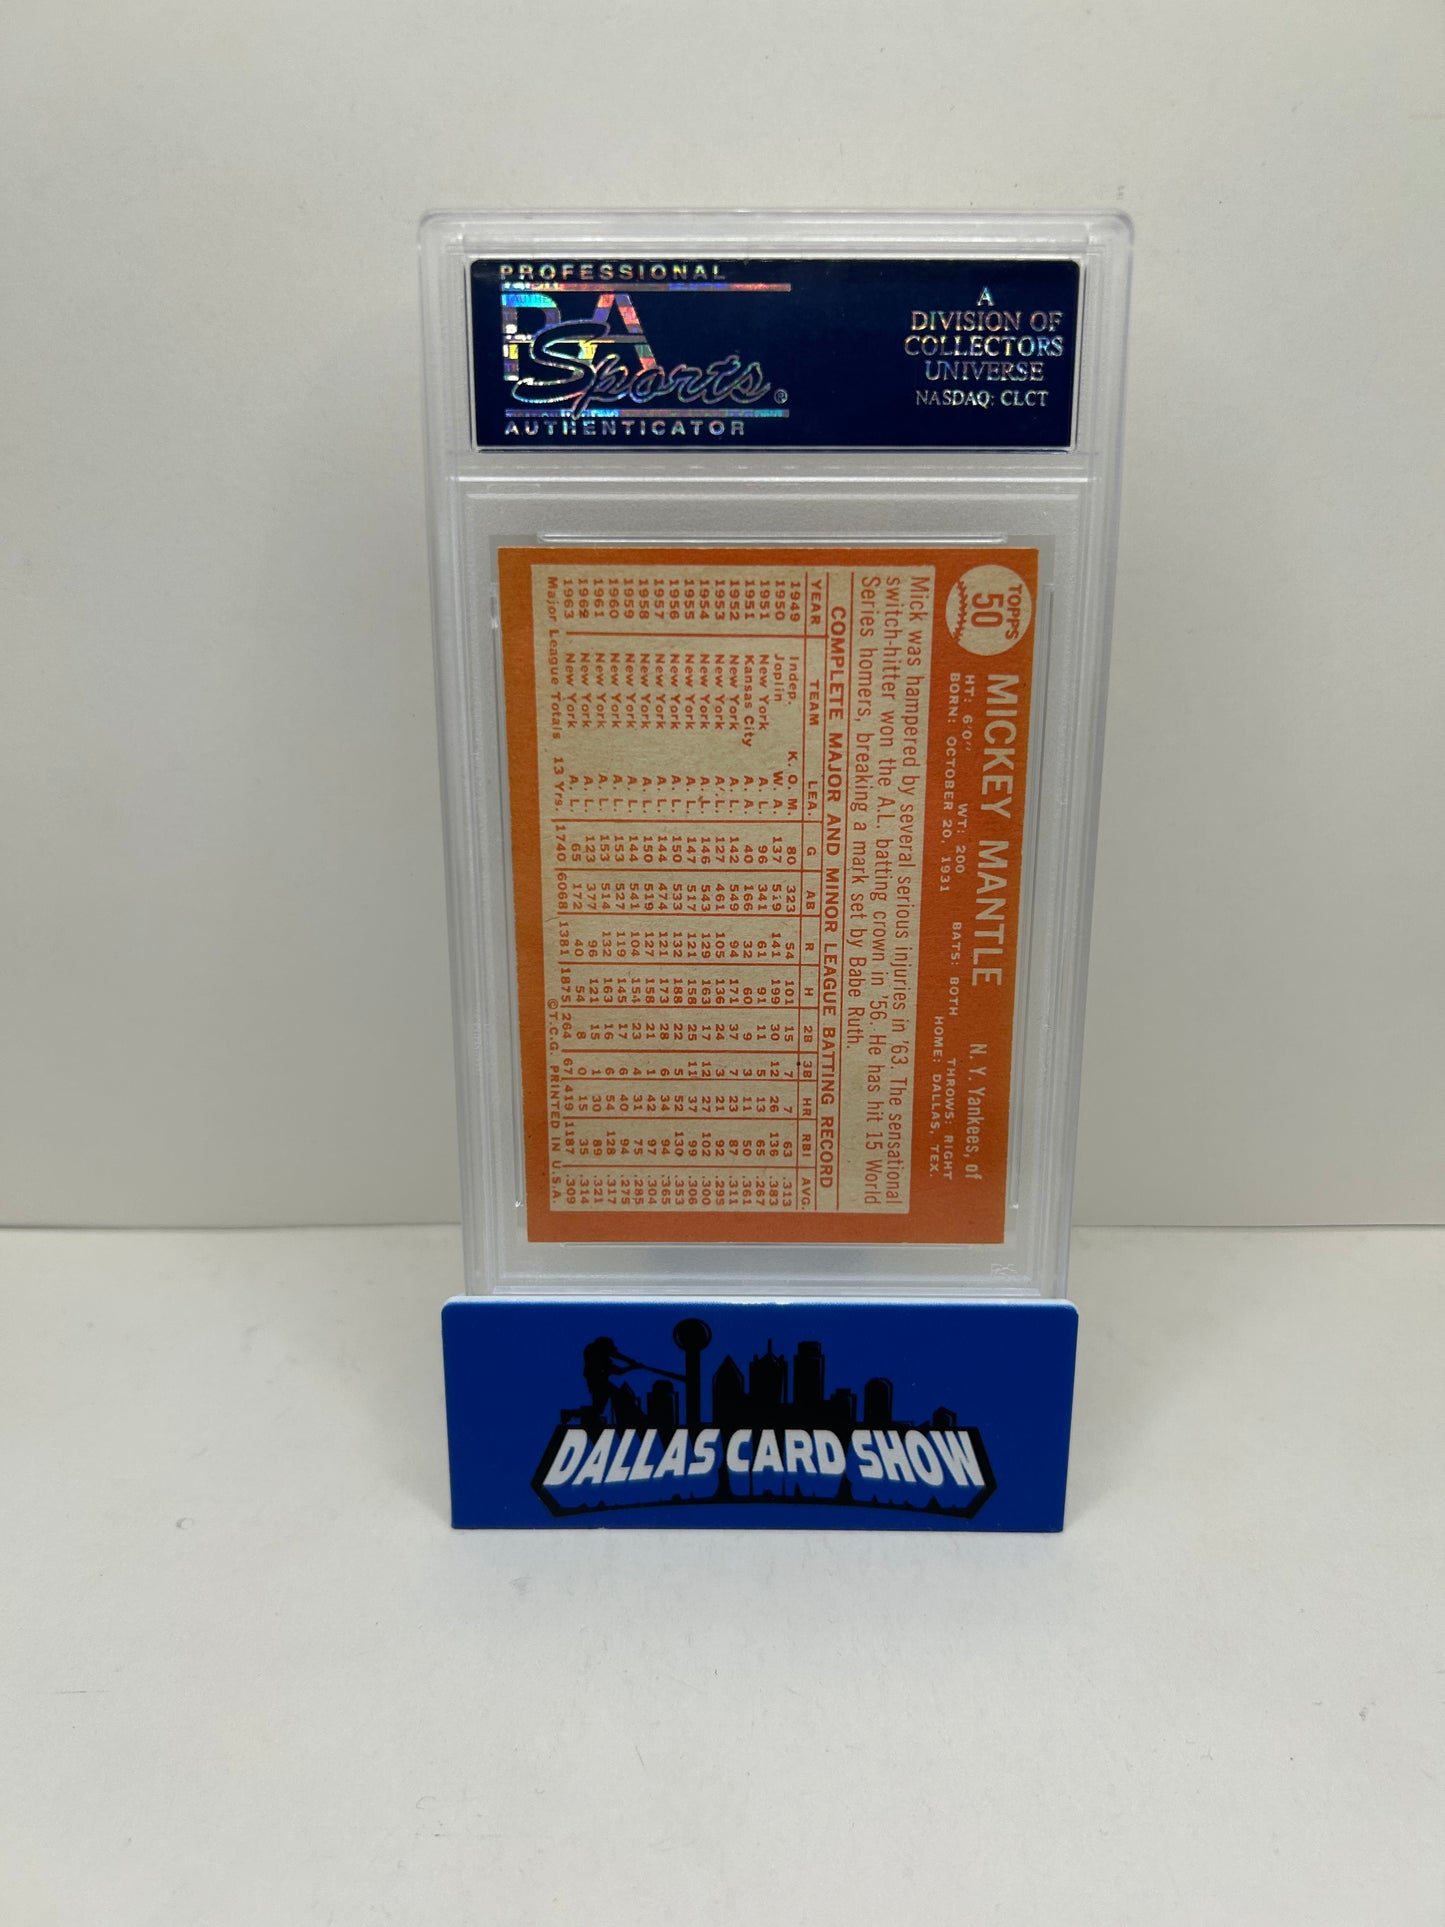 PROFESSIONAL
PSA
Sports®
AUTHENTICATOR
A
DIVISION OF
COLLECTORS
UNIVERSE
NASDAQ: CLCT
TOPPS
50
MICKEY MANTLE N. Y. Yankees, of
HT: 6'0" WT: 200 BATS: BOTH THROWS: RIGHT
BORN: OCTOBER 20, 1931 HOME: DALLAS, TEX.
Mick was hampered by several serious injuries in '63. The sensational
switch-hitter won the A.L. batting crown in '56. He has hit 15 World
Series homers, breaking a mark set by Babe Ruth.
COMPLETE MAJOR AND MINOR LEAGUE BATTING RECORD
YEAR TEAM LEA. G AB R H 2B 3B HR RBI AVG.
1949 Indep. K. O. M. 80 323 54 101 15 7 7 63 .313
1950 Joplin W. A. 137 519 141 199 30 12 26 136 .383
1951 New York A. L. 96 341 61 91 11 5 13 65 .267
1951 Kansas City A. A. 40 166 32 60 9 3 11 50 .361
1952 New York A. L. 142 549 94 171 37 7 23 87 .311
1953 New York A. L. 127 461 105 136 24 3 21 92 .295
1954 New York A. L. 146 543 129 163 17 12 27 102 .300
1955 New York A. L. 147 517 121 158 25 11 37 99 .306
1956 New York A. L. 150 533 132 188 22 5 52 130 .353
1957 New York A. L. 144 474 121 173 28 6 34 94 .365
1958 New York A. L. 150 519 127 158 21 1 42 97 .304
1959 New York A. L. 144 541 104 154 23 4 31 75 .285
1960 New York A. L. 153 527 119 145 17 6 40 94 .275
1961 New York A. L. 153 514 132 163 16 6 54 128 .317
1962 New York A. L. 123 377 96 121 15 1 30 89 .321
1963 New York A. L. 65 172 40 54 8 0 15 35 .314
Major League Totals 13 Yrs. 1740 6068 1381 1875 264 67 419 1187 .309
©T.C.G. PRINTED IN U.S.A.
DALLAS CARD SHOW